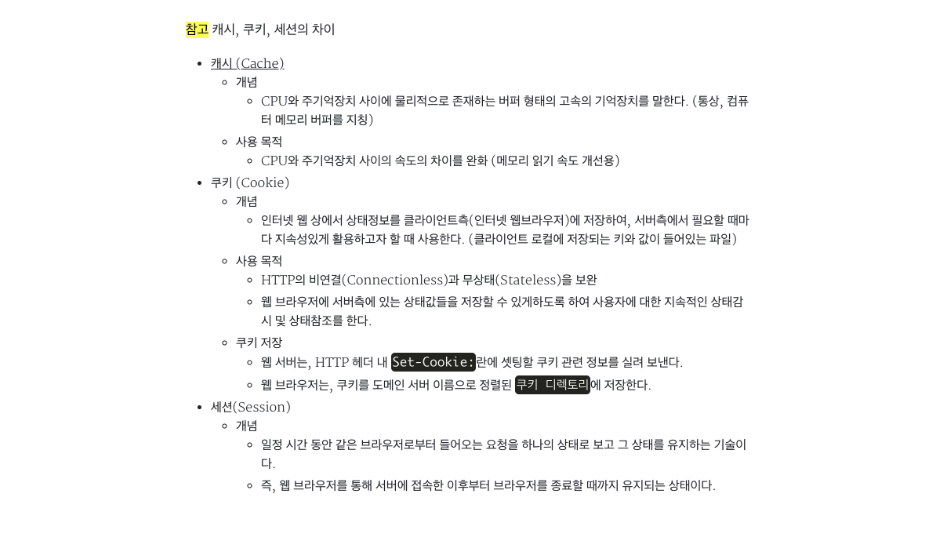 참고 캐시, 쿠키, 세션의 차이
캐시 (Cache)
개념
CPU와 주기억장치 사이에 물리적으로 존재하는 버퍼 형태의 고속의 기억장치를 말한다. (통상, 컴퓨
터 메모리 버퍼를 지칭)
사용 목적
CPU와 주기억장치 사이의 속도의 차이를 완화 (메모리 읽기 속도 개선용)
쿠키 (Cookie)
개념
인터넷 웹 상에서 상태정보를 클라이언트측(인터넷 웹브라우저)에 저장하여, 서버측에서 필요할 때마
다 지속성있게 활용하고자 할 때 사용한다. (클라이언트 로컬에 저장되는 키와 값이 들어있는 파일)
사용 목적
HTTP의 비연결(Connectionless)과 무상태(Stateless)을 보완
웹 브라우저에 서버측에 있는 상태값들을 저장할 수 있게하도록 하여 사용자에 대한 지속적인 상태감
시 및 상태참조를 한다.
쿠키 저장
웹 서버는, HTTP 헤더 내 Set-Cookie:란에 셋팅할 쿠키 관련 정보를 실려 보낸다.
웹 브라우저는, 쿠키를 도메인 서버 이름으로 정렬된 쿠키 디렉토리에 저장한다.
세션(Session)
개념
일정 시간 동안 같은 브라우저로부터 들어오는 요청을 하나의 상태로 보고 그 상태를 유지하는 기술이
다.
즉, 웹 브라우저를 통해 서버에 접속한 이후부터 브라우저를 종료할 때까지 유지되는 상태이다.